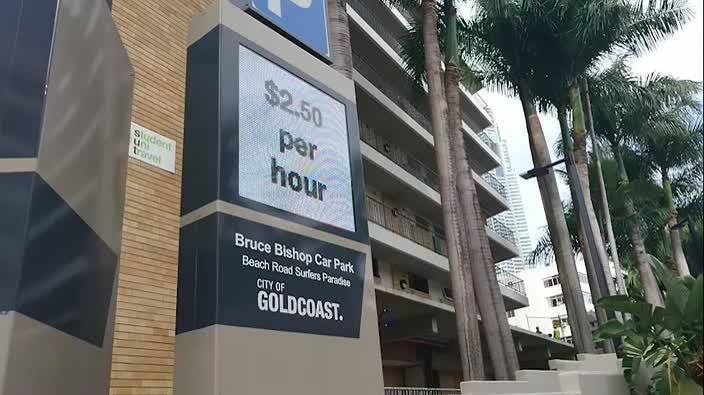 $2.50
per
hour
Bruce Bishop Car Park
Beach Road Surfers Paradise
CITY OF
GOLDCOAST.
student
uni
travel